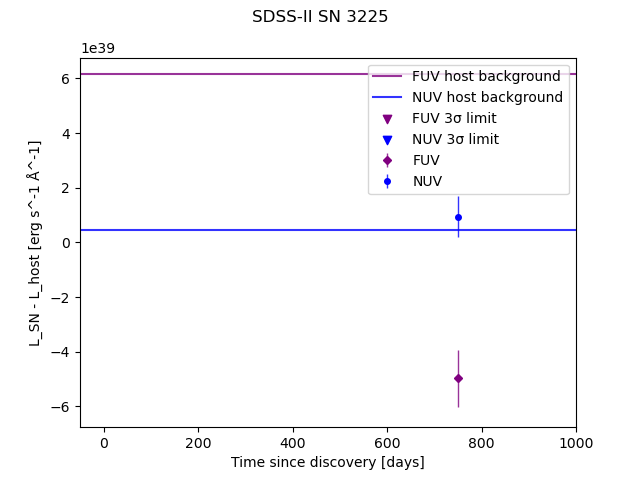 SDSS-II SN 3225
1e39
FUV host background
NUV host background
FUV 3σ limit
NUV 3σ limit
FUV
NUV
6
4
2
0
−2
−4
−6
L_SN - L_host [erg s^-1 Å^-1]
0 200 400 600 800 1000
Time since discovery [days]